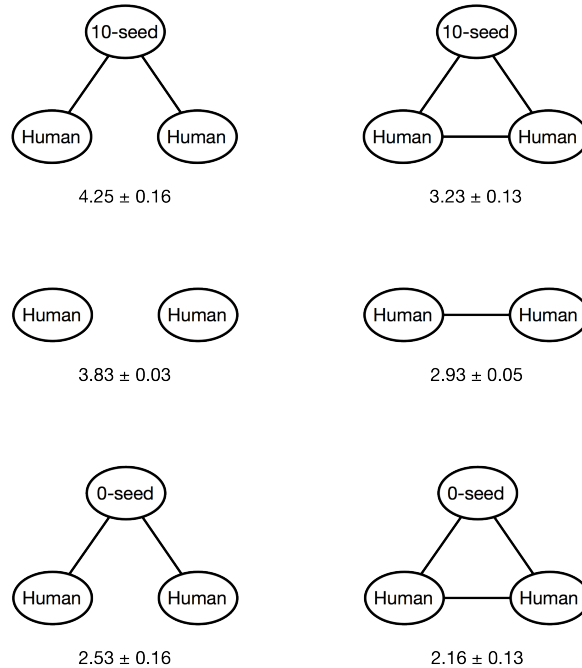 10-seed 10-seed
Human Human Human Human
4.25 ± 0.16 3.23 ± 0.13
Human Human Human Human
3.83 ± 0.03 2.93 ± 0.05
0-seed 0-seed
Human Human Human Human
2.53 ± 0.16 2.16 ± 0.13